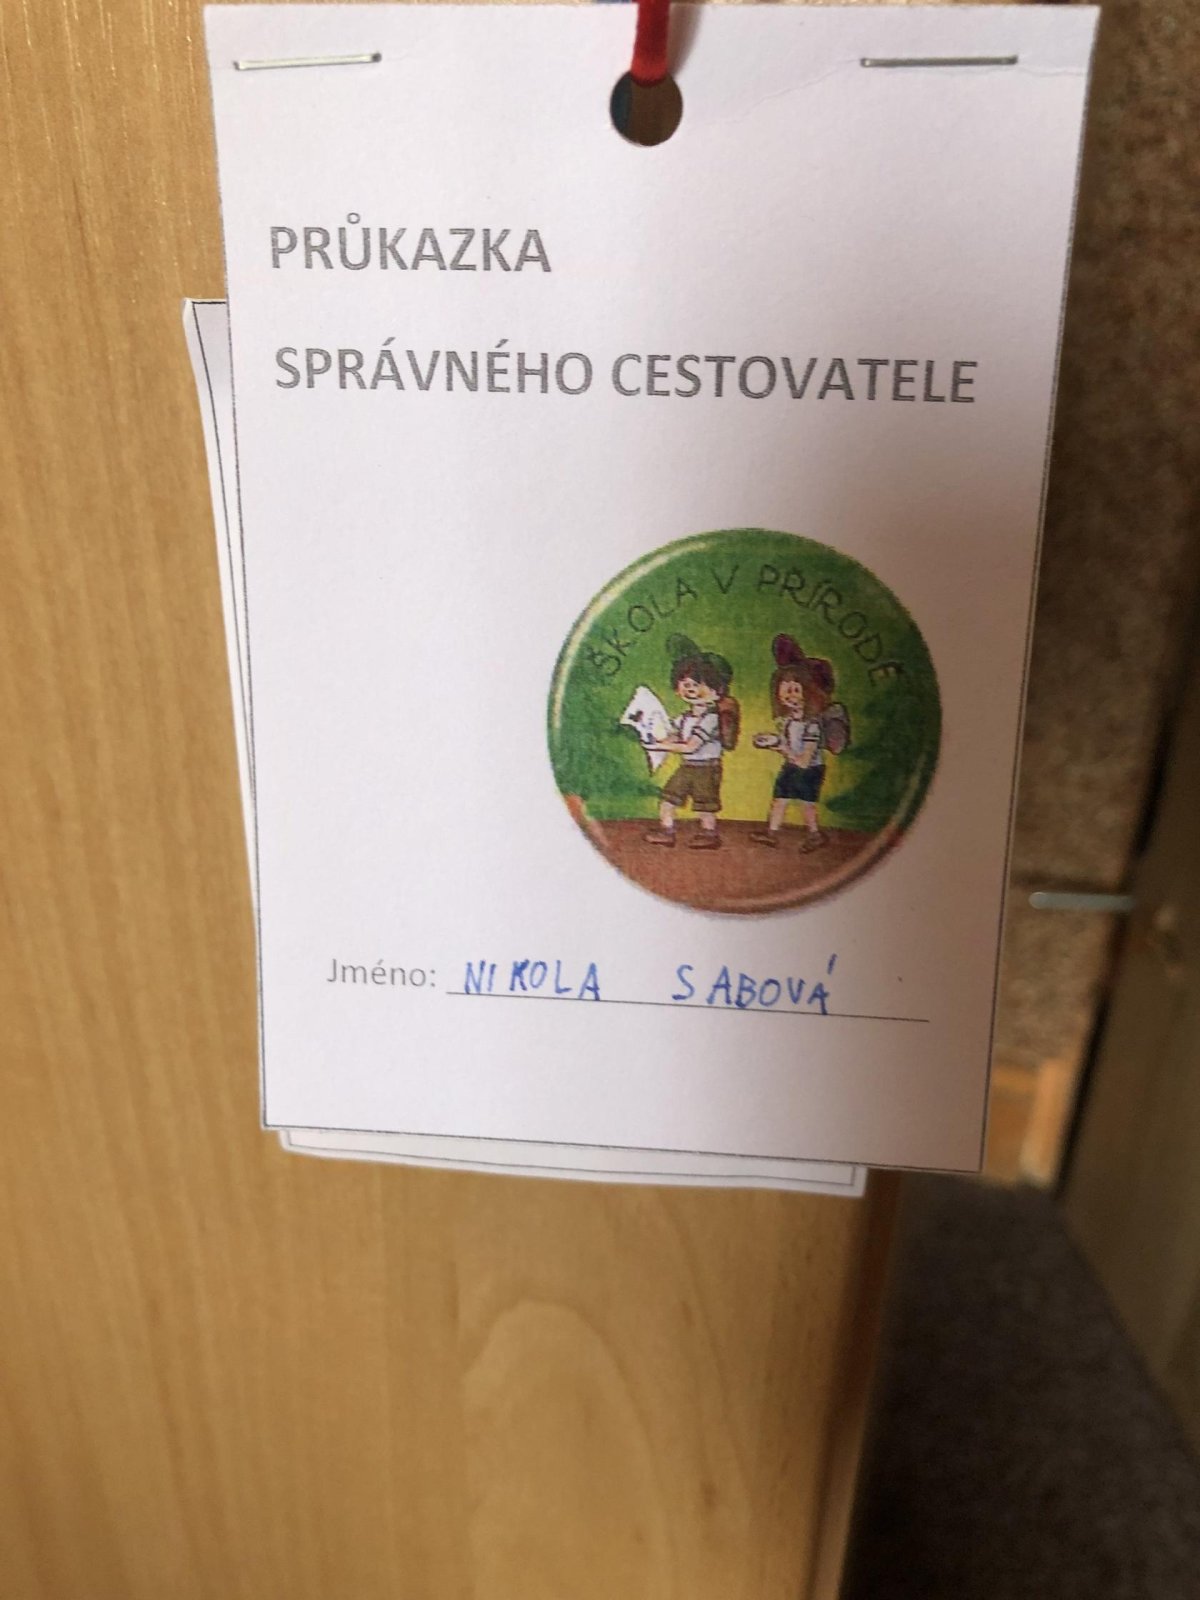 PRŮKAZKA
SPRÁVNÉHO CESTOVATELE
ŠKOLA V PŘÍRODĚ
Jméno: NIKOLA SABOVÁ